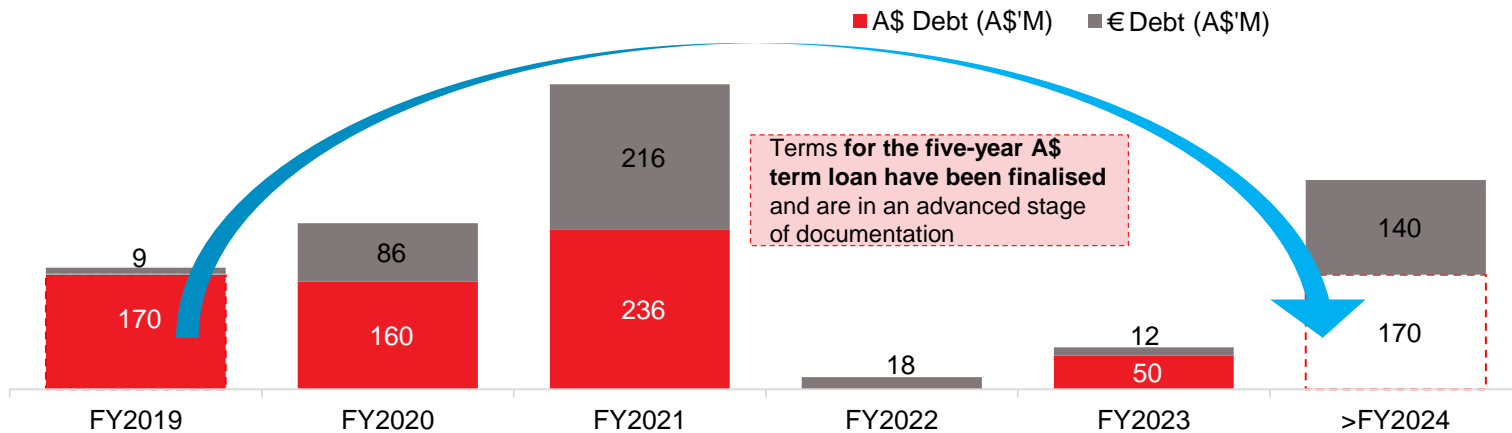 A$ Debt (A$'M) € Debt (A$'M)
Terms for the five-year A$
term loan have been finalised
and are in an advanced stage
of documentation
9
170
86
160
216
236
18
12
50
140
170
FY2019 FY2020 FY2021 FY2022 FY2023 >FY2024